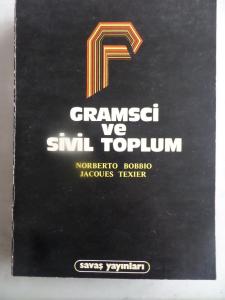 GRAMSCİ
ve
SİVİL TOPLUM
NORBERTO BOBBIO
JACQUES TEXIER
savaş yayınları